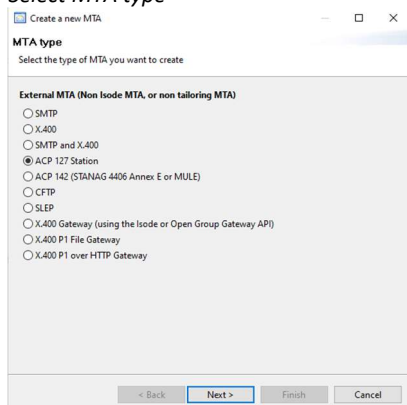 Select MTA type
Create a new MTA
MTA type
Select the type of MTA you want to create
External MTA (Non Isode MTA, or non tailoring MTA)
SMTP
X.400
SMTP and X.400
ACP 127 Station
ACP 142 (STANAG 4406 Annex E or MULE)
CFTP
SLEP
X.400 Gateway (using the Isode or Open Group Gateway API)
X.400 P1 File Gateway
X.400 P1 over HTTP Gateway
< Back Next > Finish Cancel